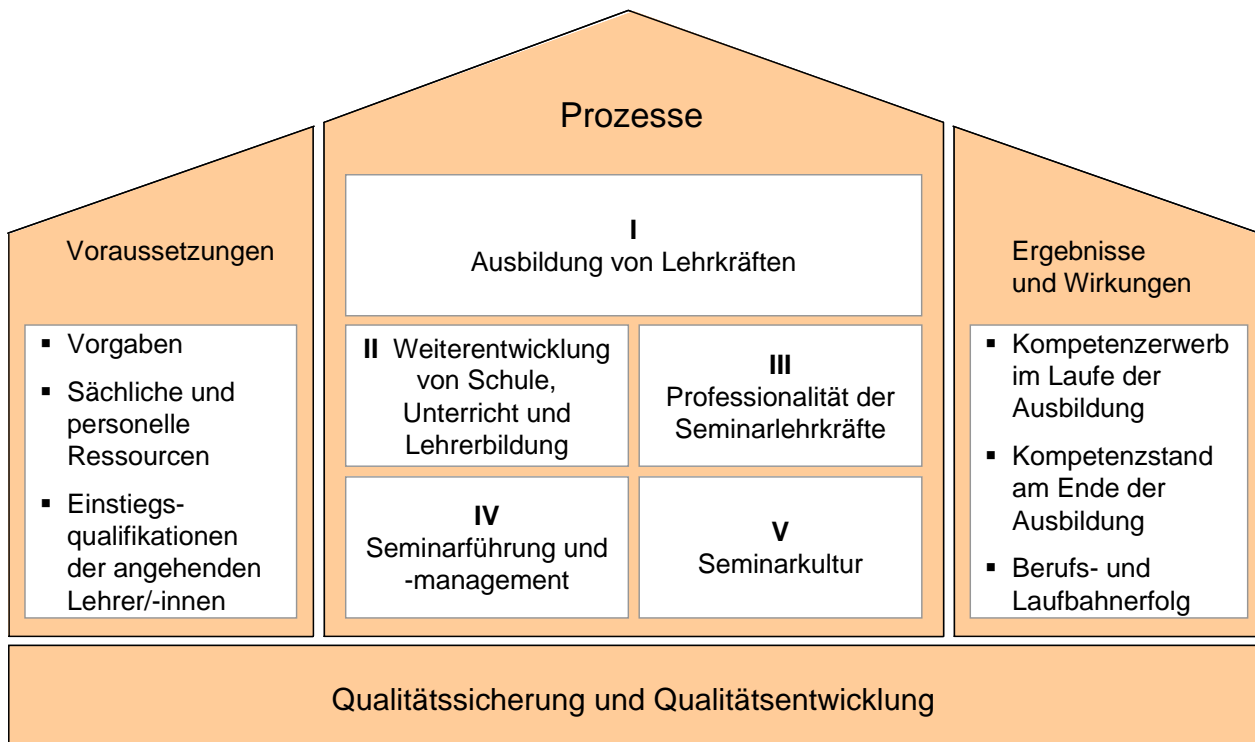 Prozesse
Voraussetzungen
▪ Vorgaben
▪ Sächliche und
personelle
Ressourcen
▪ Einstiegs-
qualifikationen
der angehenden
Lehrer/-innen
I
Ausbildung von Lehrkräften
II Weiterentwicklung
von Schule,
Unterricht und
Lehrerbildung
III
Professionalität der
Seminarlehrkräfte
IV
Seminarführung und
-management
V
Seminarkultur
Ergebnisse
und Wirkungen
▪ Kompetenzerwerb
im Laufe der
Ausbildung
▪ Kompetenzstand
am Ende der
Ausbildung
▪ Berufs- und
Laufbahnerfolg
Qualitätssicherung und Qualitätsentwicklung